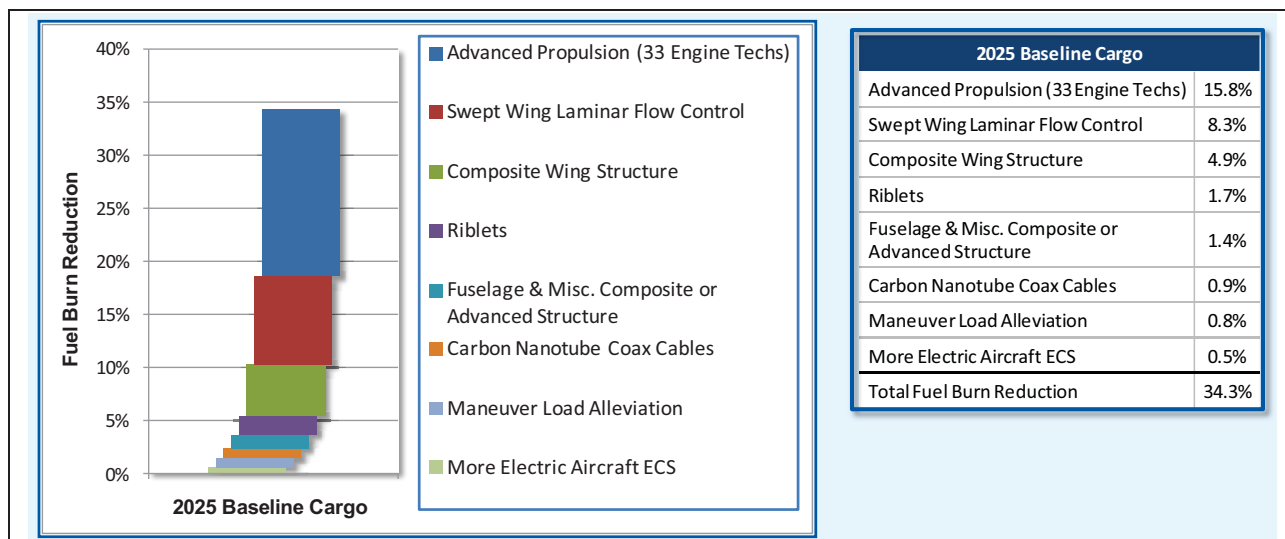 40%
35%
30%
25%
20%
15%
10%
5%
0%
Fuel Burn Reduction
2025 Baseline Cargo
Advanced Propulsion (33 Engine Techs)
Swept Wing Laminar Flow Control
Composite Wing Structure
Riblets
Fuselage & Misc. Composite or
Advanced Structure
Carbon Nanotube Coax Cables
Maneuver Load Alleviation
More Electric Aircraft ECS
2025 Baseline Cargo
Advanced Propulsion (33 Engine Techs) 15.8%
Swept Wing Laminar Flow Control 8.3%
Composite Wing Structure 4.9%
Riblets 1.7%
Fuselage & Misc. Composite or
Advanced Structure 1.4%
Carbon Nanotube Coax Cables 0.9%
Maneuver Load Alleviation 0.8%
More Electric Aircraft ECS 0.5%
Total Fuel Burn Reduction 34.3%